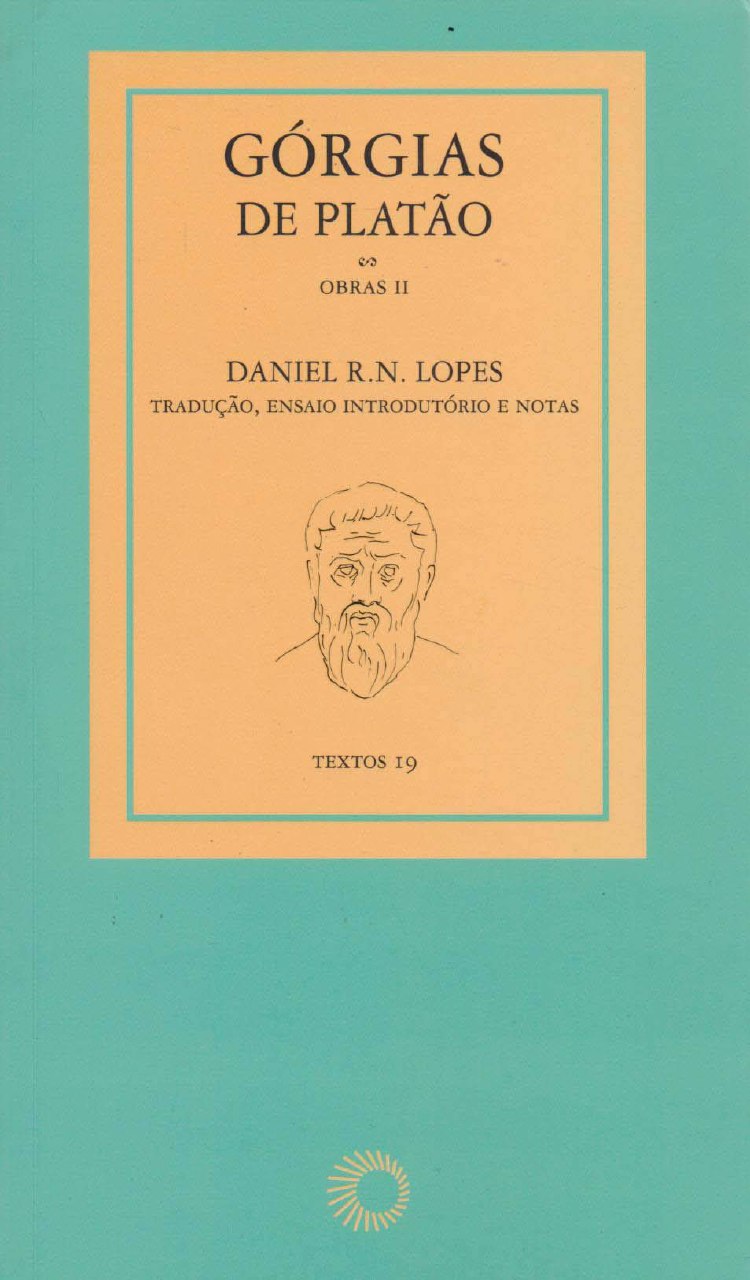 GÓRGIAS
DE PLATÃO
OBRAS II
DANIEL R.N. LOPES
TRADUÇÃO, ENSAIO INTRODUTÓRIO E NOTAS
TEXTOS 19